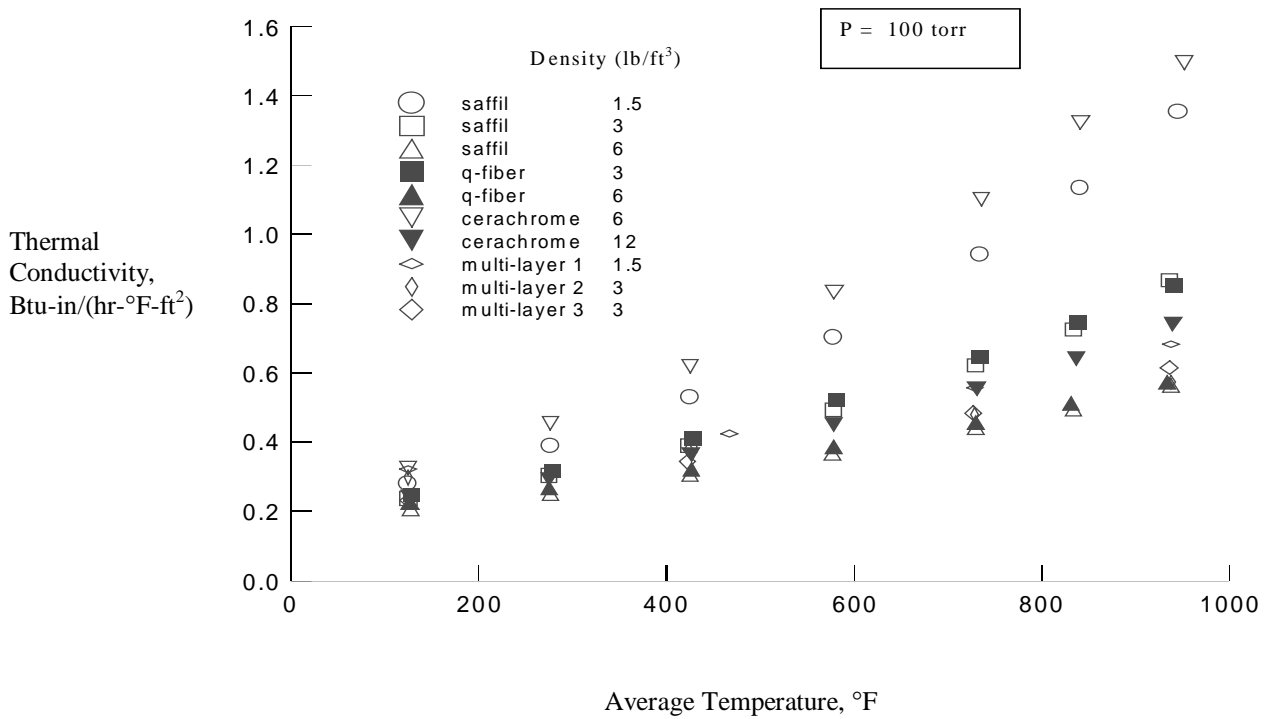 P = 100 torr
Density (lb/ft³)
saffil 1.5
saffil 3
saffil 6
q-fiber 3
q-fiber 6
cerachrome 6
cerachrome 12
multi-layer 1 1.5
multi-layer 2 3
multi-layer 3 3
Thermal
Conductivity,
Btu-in/(hr-°F-ft²)
1.6
1.4
1.2
1.0
0.8
0.6
0.4
0.2
0.0
0 200 400 600 800 1000
Average Temperature, °F